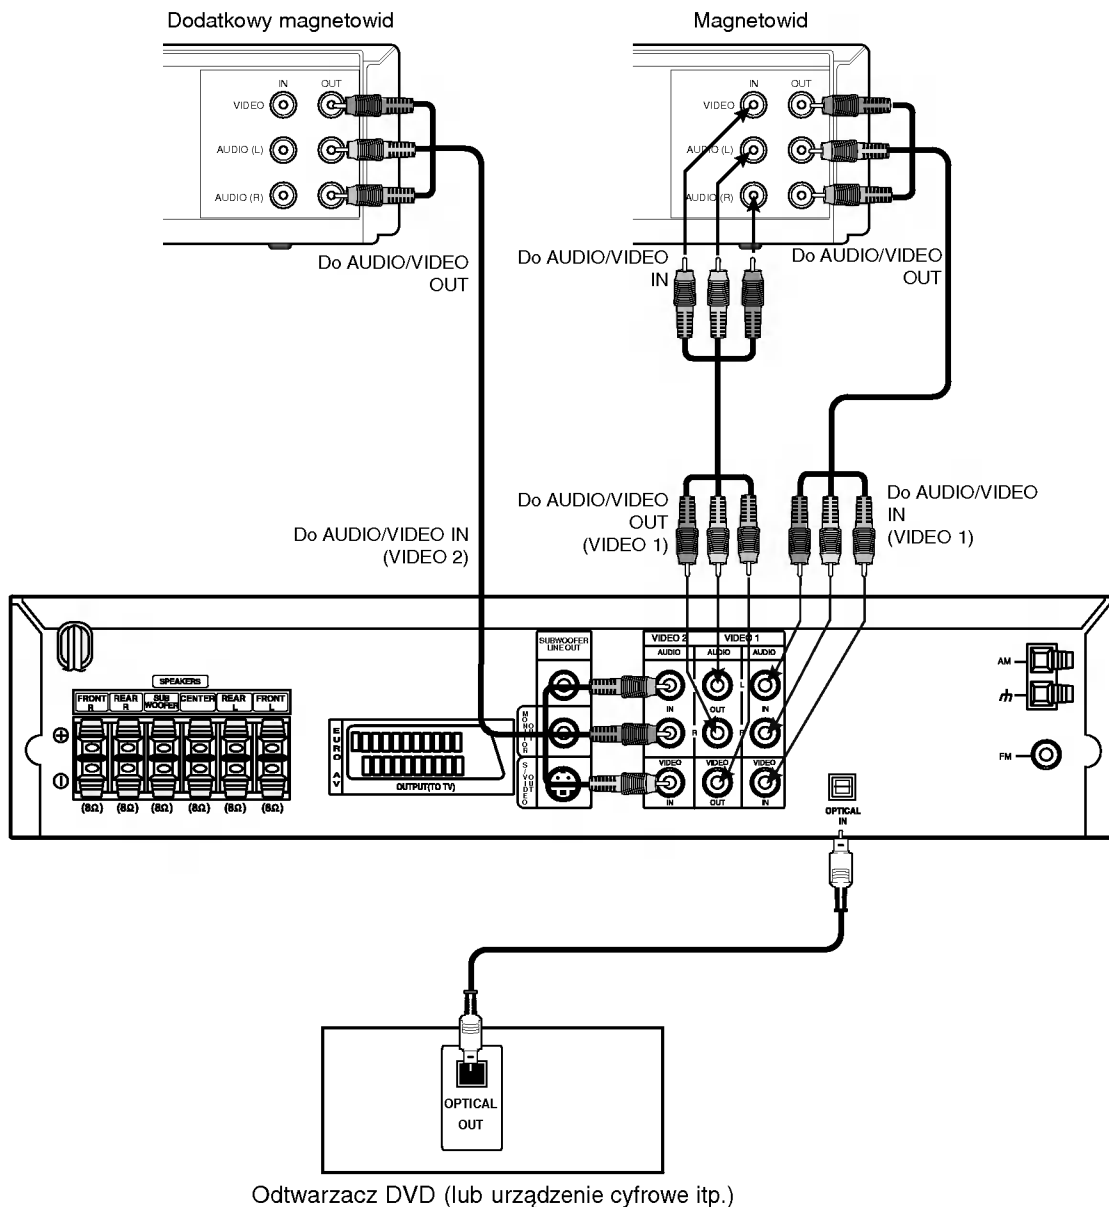 Dodatkowy magnetowid
Magnetowid
IN
OUT
VIDEO
AUDIO (L)
AUDIO (R)
IN
OUT
VIDEO
AUDIO (L)
AUDIO (R)
Do AUDIO/VIDEO
OUT
Do AUDIO/VIDEO
IN
Do AUDIO/VIDEO
OUT
Do AUDIO/VIDEO IN
(VIDEO 2)
Do AUDIO/VIDEO
OUT
(VIDEO 1)
Do AUDIO/VIDEO
IN
(VIDEO 1)
SPEAKERS
FRONT R
REAR R
SUB WOOFER
CENTER
REAR L
FRONT L
(8Ω)
(8Ω)
(8Ω)
(8Ω)
(8Ω)
(8Ω)
EURO AV
OUTPUT(TO TV)
SUBWOOFER
LINE OUT
MONITOR OUT
S-VIDEO OUT
VIDEO 2
VIDEO 1
AUDIO
AUDIO
AUDIO
L
L
IN
OUT
IN
R
R
VIDEO
VIDEO
VIDEO
IN
OUT
IN
OPTICAL
IN
AM
FM
OPTICAL
OUT
Odtwarzacz DVD (lub urządzenie cyfrowe itp.)